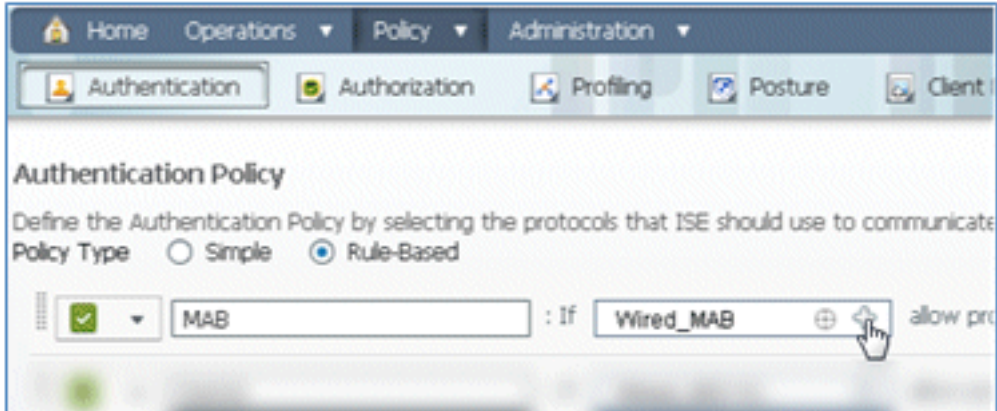 Home Operations Policy Administration
Authentication Authorization Profiling Posture Client
Authentication Policy
Define the Authentication Policy by selecting the protocols that ISE should use to communicate
Policy Type Simple Rule-Based
MAB : If Wired_MAB allow pro